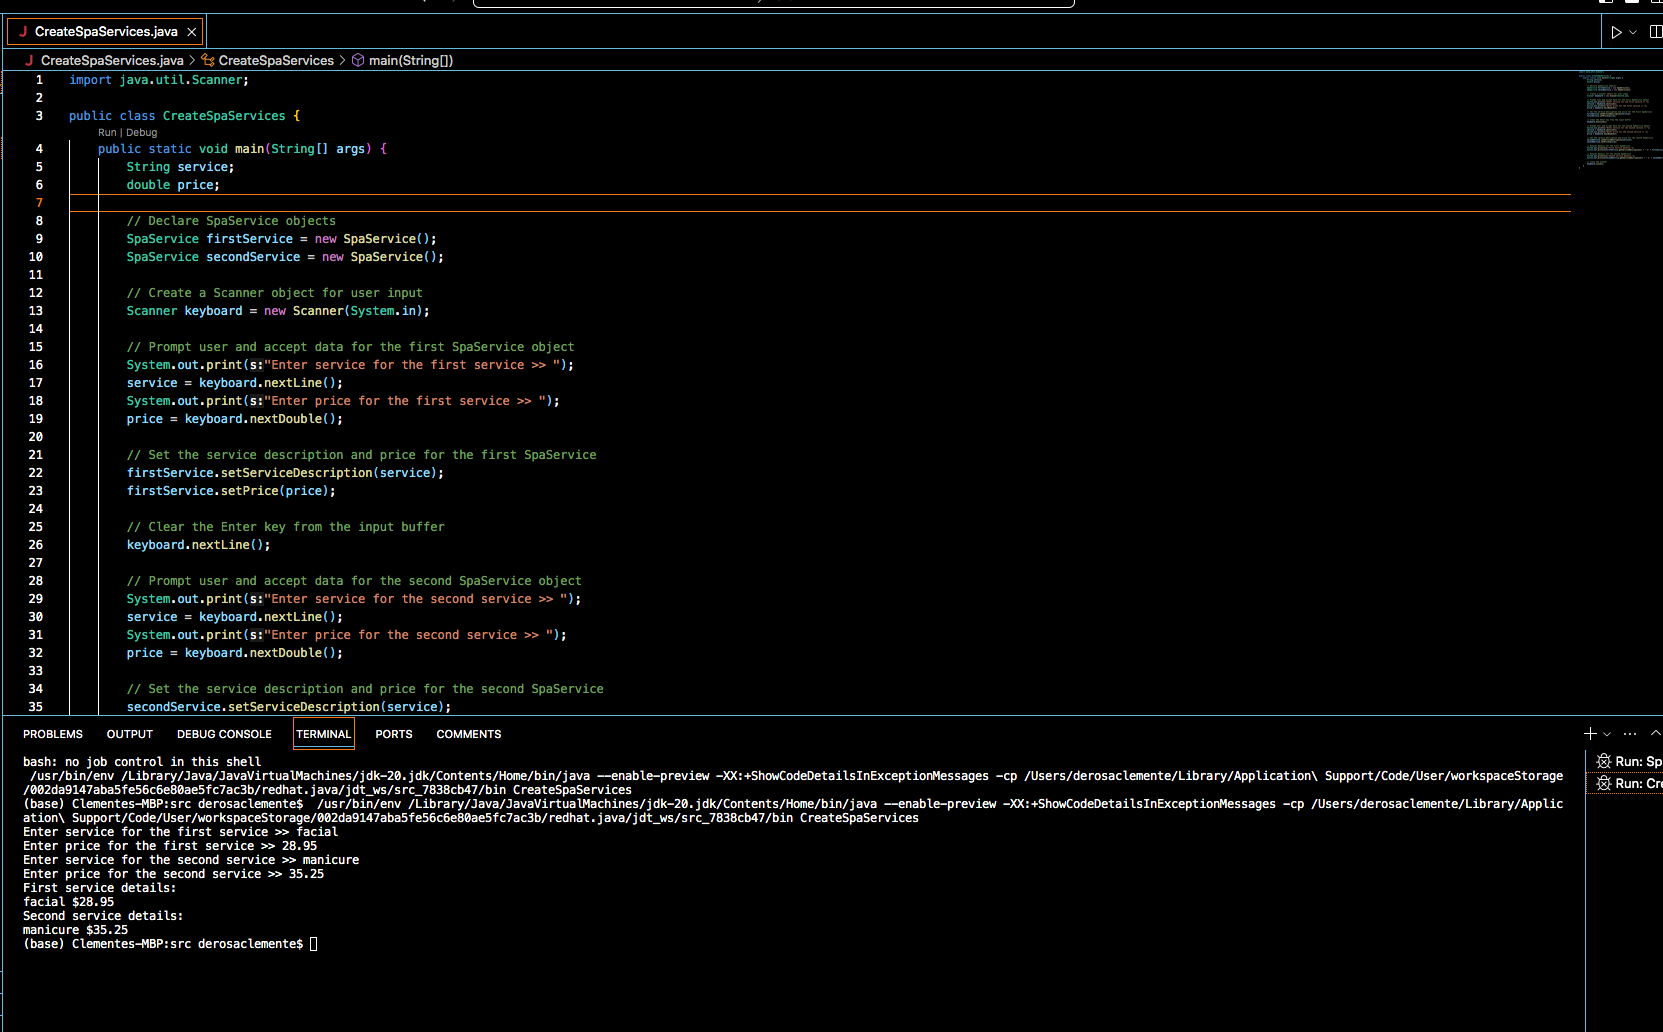 CreateSpaServices.java
CreateSpaServices.java > CreateSpaServices > main(String[])
1 import java.util.Scanner;
2
3 public class CreateSpaServices {
Run | Debug
4 public static void main(String[] args) {
5 String service;
6 double price;
7
8 // Declare SpaService objects
9 SpaService firstService = new SpaService();
10 SpaService secondService = new SpaService();
11
12 // Create a Scanner object for user input
13 Scanner keyboard = new Scanner(System.in);
14
15 // Prompt user and accept data for the first SpaService object
16 System.out.print(s:"Enter service for the first service >> ");
17 service = keyboard.nextLine();
18 System.out.print(s:"Enter price for the first service >> ");
19 price = keyboard.nextDouble();
20
21 // Set the service description and price for the first SpaService
22 firstService.setServiceDescription(service);
23 firstService.setPrice(price);
24
25 // Clear the Enter key from the input buffer
26 keyboard.nextLine();
27
28 // Prompt user and accept data for the second SpaService object
29 System.out.print(s:"Enter service for the second service >> ");
30 service = keyboard.nextLine();
31 System.out.print(s:"Enter price for the second service >> ");
32 price = keyboard.nextDouble();
33
34 // Set the service description and price for the second SpaService
35 secondService.setServiceDescription(service);
PROBLEMS OUTPUT DEBUG CONSOLE TERMINAL PORTS COMMENTS
bash: no job control in this shell
/usr/bin/env /Library/Java/JavaVirtualMachines/jdk-20.jdk/Contents/Home/bin/java --enable-preview -XX:+ShowCodeDetailsInExceptionMessages -cp /Users/derosaclemente/Library/Application\ Support/Code/User/workspaceStorage
/002da9147aba5fe56c6e80ae5fc7ac3b/redhat.java/jdt_ws/src_7838cb47/bin CreateSpaServices
(base) Clementes-MBP:src derosaclemente$  /usr/bin/env /Library/Java/JavaVirtualMachines/jdk-20.jdk/Contents/Home/bin/java --enable-preview -XX:+ShowCodeDetailsInExceptionMessages -cp /Users/derosaclemente/Library/Applic
ation\ Support/Code/User/workspaceStorage/002da9147aba5fe56c6e80ae5fc7ac3b/redhat.java/jdt_ws/src_7838cb47/bin CreateSpaServices
Enter service for the first service >> facial
Enter price for the first service >> 28.95
Enter service for the second service >> manicure
Enter price for the second service >> 35.25
First service details:
facial $28.95
Second service details:
manicure $35.25
(base) Clementes-MBP:src derosaclemente$
Run: Sp
Run: Cre